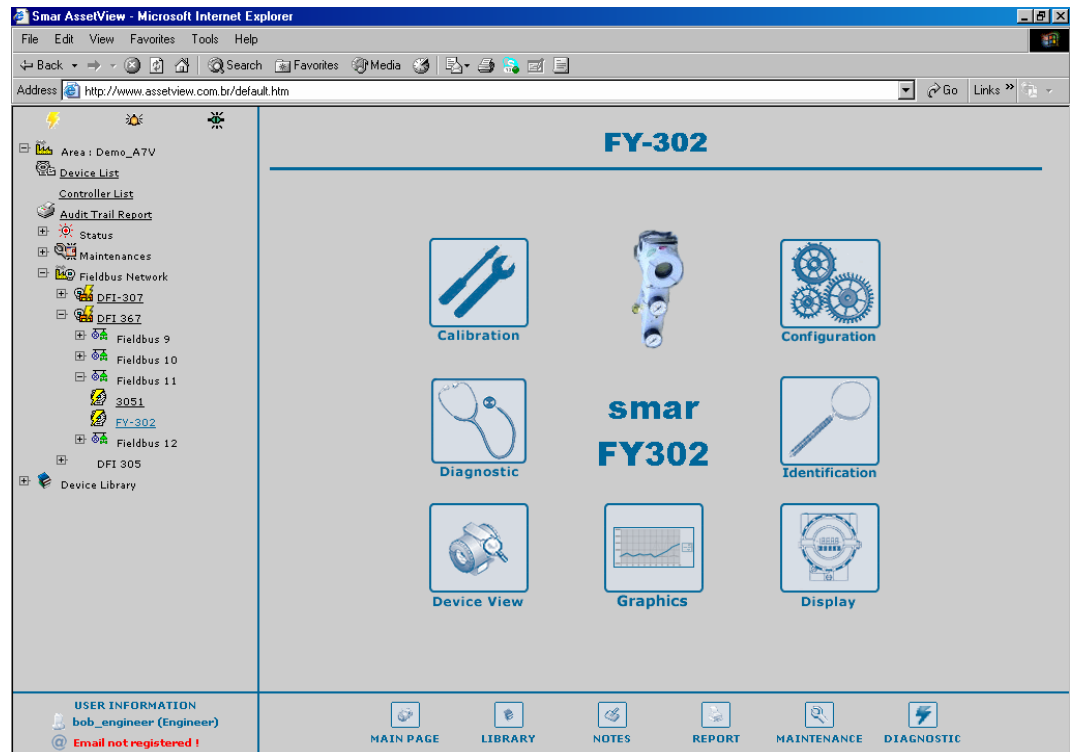 Smar AssetView - Microsoft Internet Explorer
File Edit View Favorites Tools Help
Back Search Favorites Media
Address http://www.assetview.com.br/default.htm Go Links »
Area : Demo_A7V
Device List
Controller List
Audit Trail Report
Status
Maintenances
Fieldbus Network
DFI-307
DFI 367
Fieldbus 9
Fieldbus 10
Fieldbus 11
3051
FY-302
Fieldbus 12
DFI 305
Device Library
FY-302
Calibration
Configuration
Diagnostic
smar
FY302
Identification
Device View
Graphics
Display
USER INFORMATION
bob_engineer (Engineer)
Email not registered !
MAIN PAGE LIBRARY NOTES REPORT MAINTENANCE DIAGNOSTIC